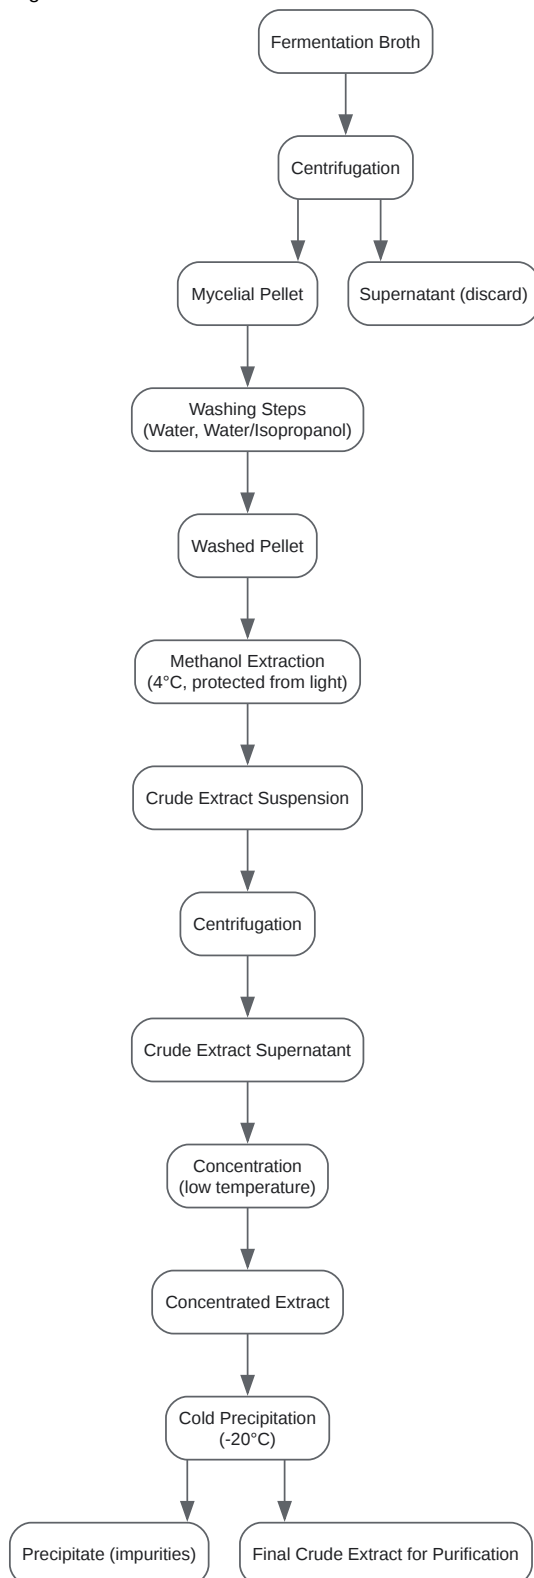 Fermentation Broth
Centrifugation
Mycelial Pellet
Supernatant (discard)
Washing Steps
(Water, Water/Isopropanol)
Washed Pellet
Methanol Extraction
(4°C, protected from light)
Crude Extract Suspension
Centrifugation
Crude Extract Supernatant
Concentration
(low temperature)
Concentrated Extract
Cold Precipitation
(-20°C)
Precipitate (impurities)
Final Crude Extract for Purification